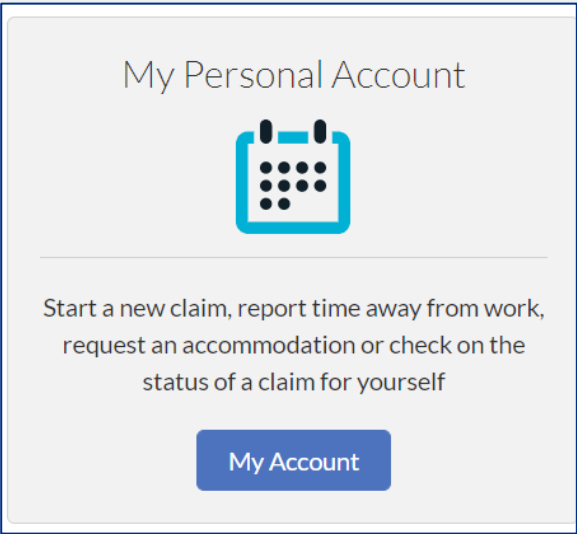 My Personal Account
Start a new claim, report time away from work,
request an accommodation or check on the
status of a claim for yourself
My Account